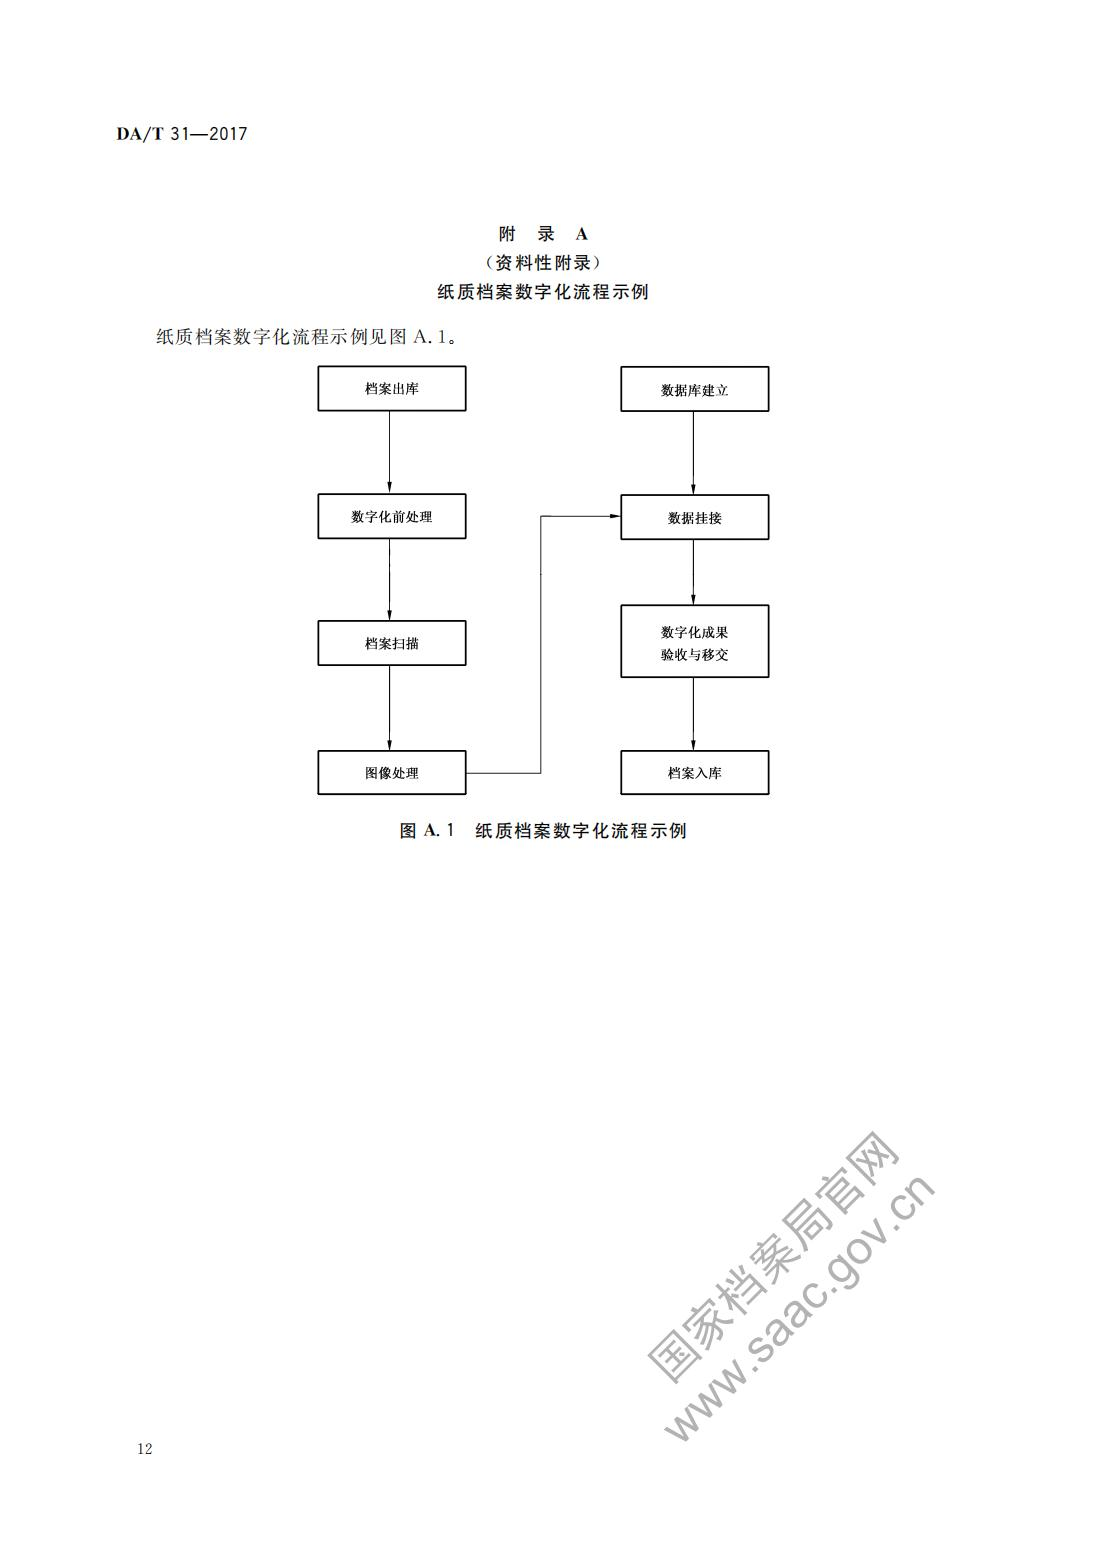 DA/T 31—2017
附 录 A
（资料性附录）
纸质档案数字化流程示例
纸质档案数字化流程示例见图 A.1。
档案出库
数字化前处理
档案扫描
图像处理
数据库建立
数据挂接
数字化成果
验收与移交
档案入库
图 A.1 纸质档案数字化流程示例
国家档案局官网
www.saac.gov.cn
12